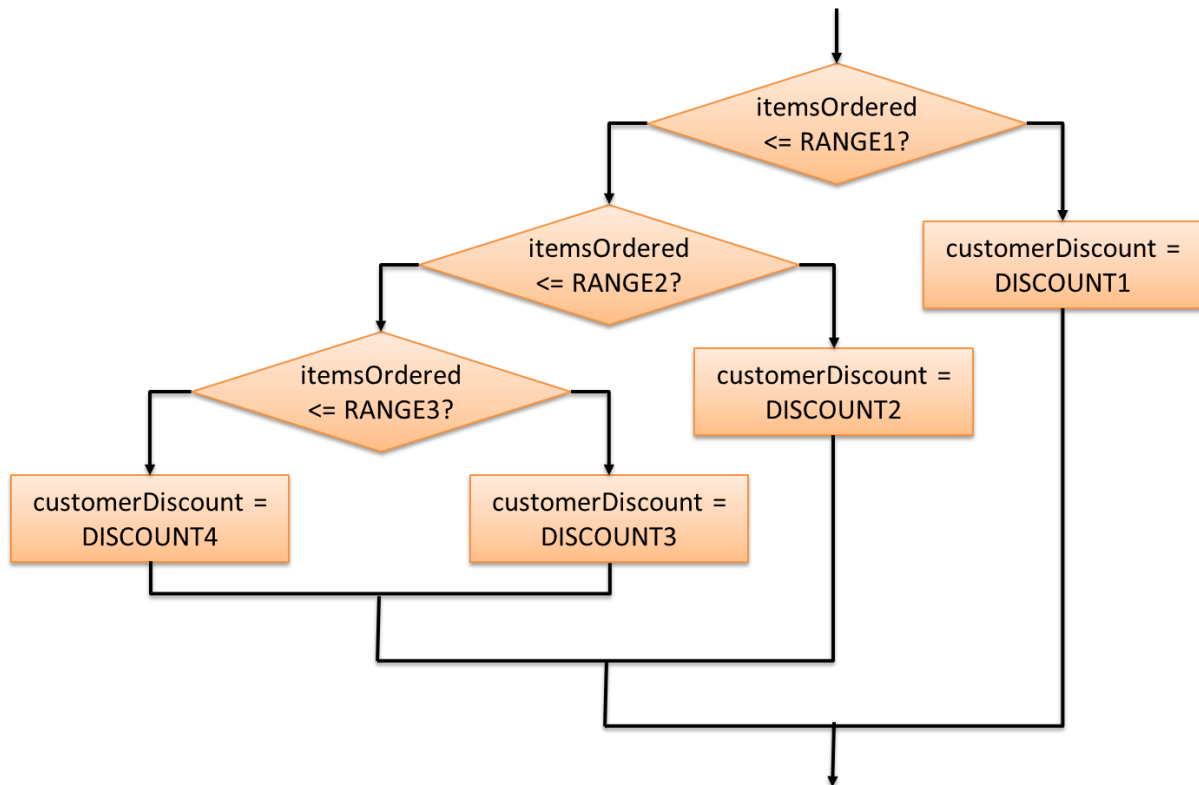 itemsOrdered
<= RANGE1?
itemsOrdered
<= RANGE2?
customerDiscount =
DISCOUNT1
itemsOrdered
<= RANGE3?
customerDiscount =
DISCOUNT2
customerDiscount =
DISCOUNT4
customerDiscount =
DISCOUNT3